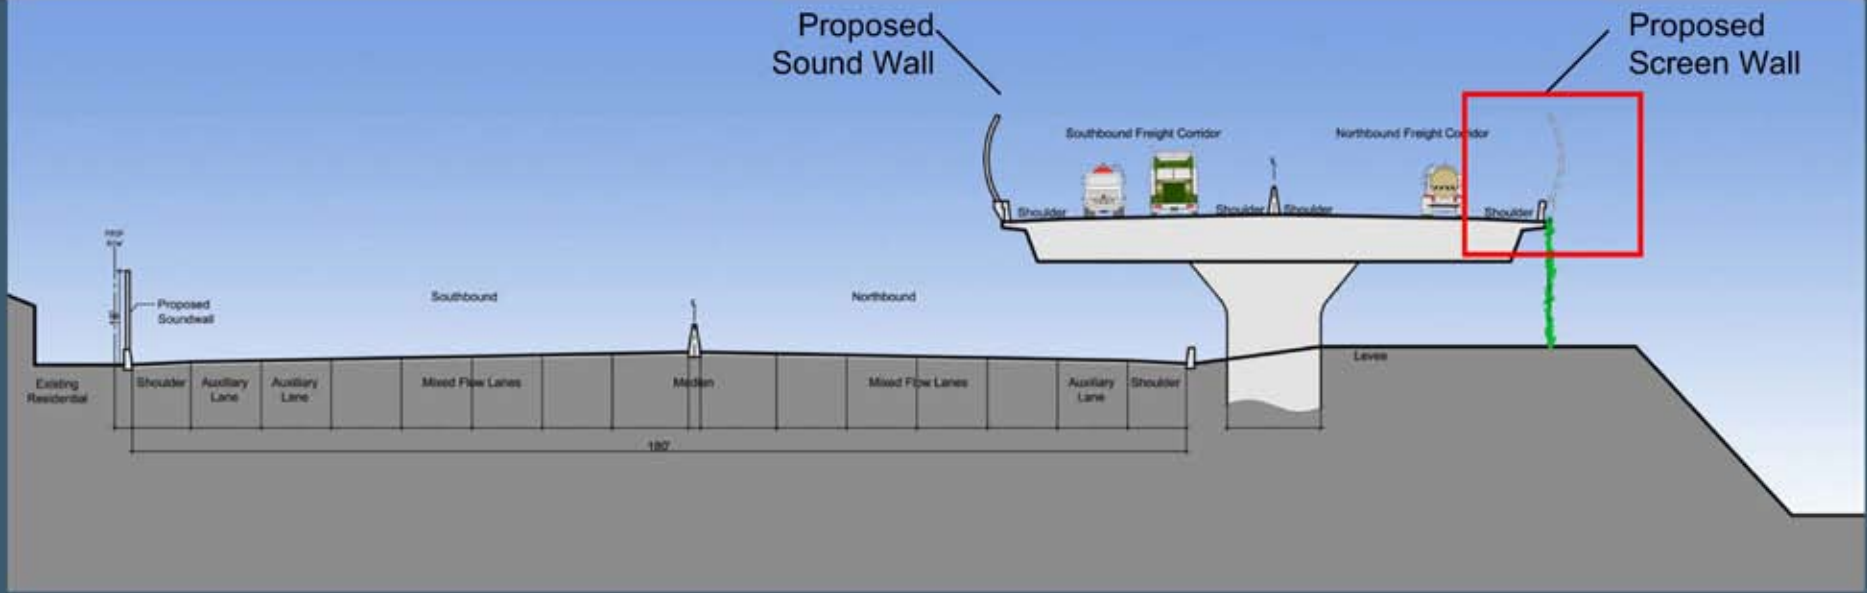 Proposed
Sound Wall
Proposed
Screen Wall
Southbound Freight Corridor
Northbound Freight Corridor
Shoulder
Shoulder
Shoulder
Shoulder
Proposed
Soundwall
Southbound
Northbound
Levee
Existing
Residential
Shoulder
Auxiliary
Lane
Auxiliary
Lane
Mixed Flow Lanes
Median
Mixed Flow Lanes
Auxiliary
Lane
Shoulder
180'